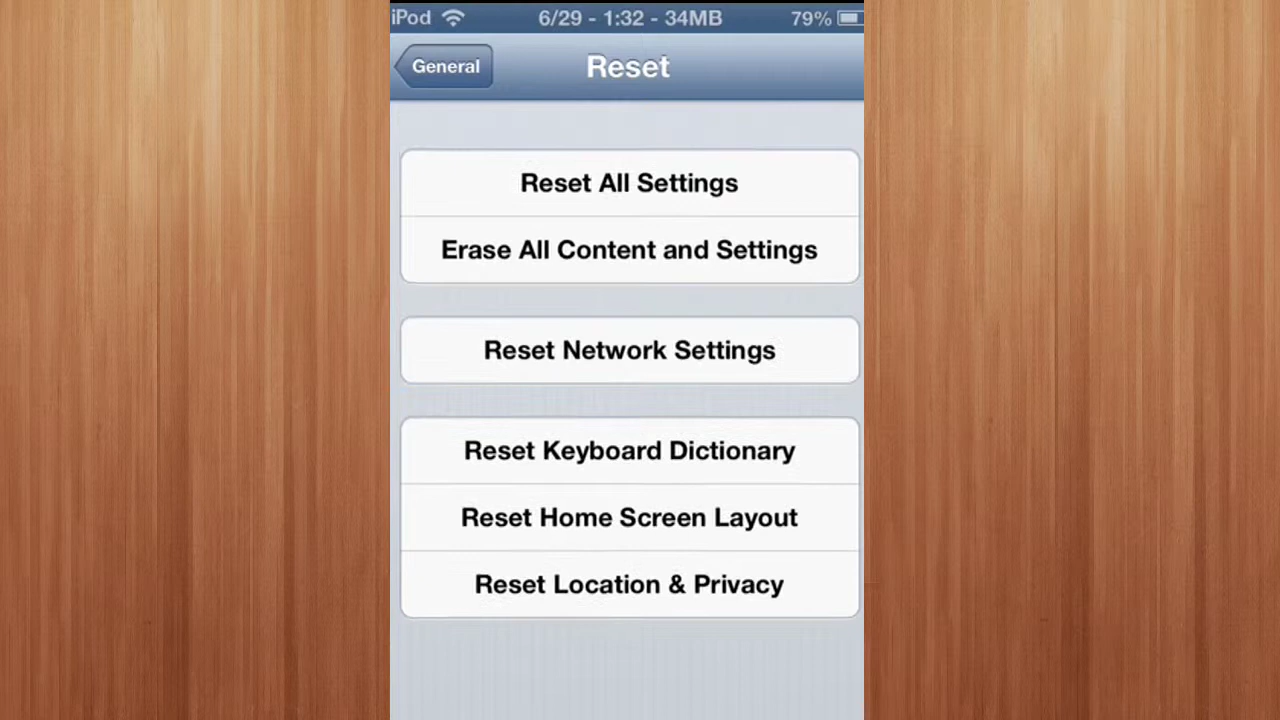 iPod 6/29 - 1:32 - 34MB 79%
General Reset
Reset All Settings
Erase All Content and Settings
Reset Network Settings
Reset Keyboard Dictionary
Reset Home Screen Layout
Reset Location & Privacy